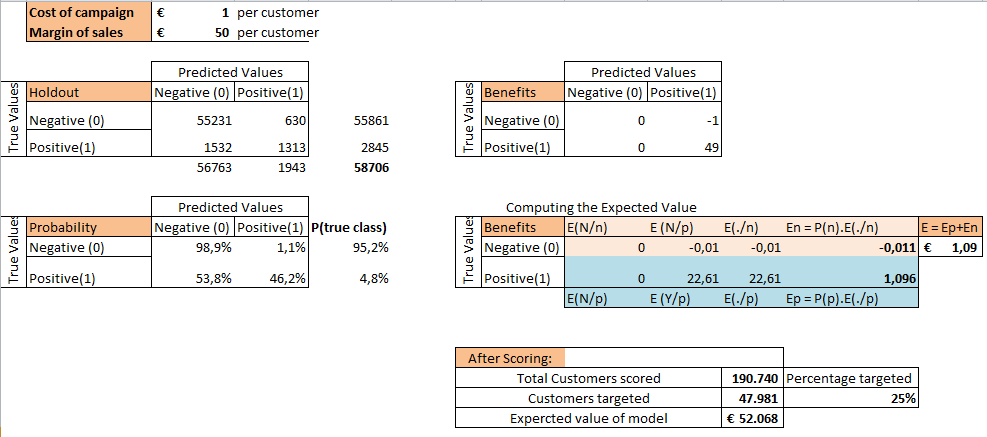 Cost of campaign € 1 per customer
Margin of sales € 50 per customer
Predicted Values Predicted Values
True Values Holdout Negative (0) Positive(1) True Values Benefits Negative (0) Positive(1)
Negative (0) 55231 630 55861 Negative (0) 0 -1
Positive(1) 1532 1313 2845 Positive(1) 0 49
56763 1943 58706
Predicted Values Computing the Expected Value
True Values Probability Negative (0) Positive(1) P(true class) True Values Benefits E(N/n) E (N/p) E(./n) En = P(n).E(./n) E = Ep+En
Negative (0) 98,9% 1,1% 95,2% Negative (0) 0 -0,01 -0,01 -0,011 € 1,09
Positive(1) 53,8% 46,2% 4,8% Positive(1) 0 22,61 22,61 1,096
E(N/p) E (Y/p) E(./p) Ep = P(p).E(./p)
After Scoring:
Total Customers scored 190.740 Percentage targeted
Customers targeted 47.981 25%
Expercted value of model € 52.068